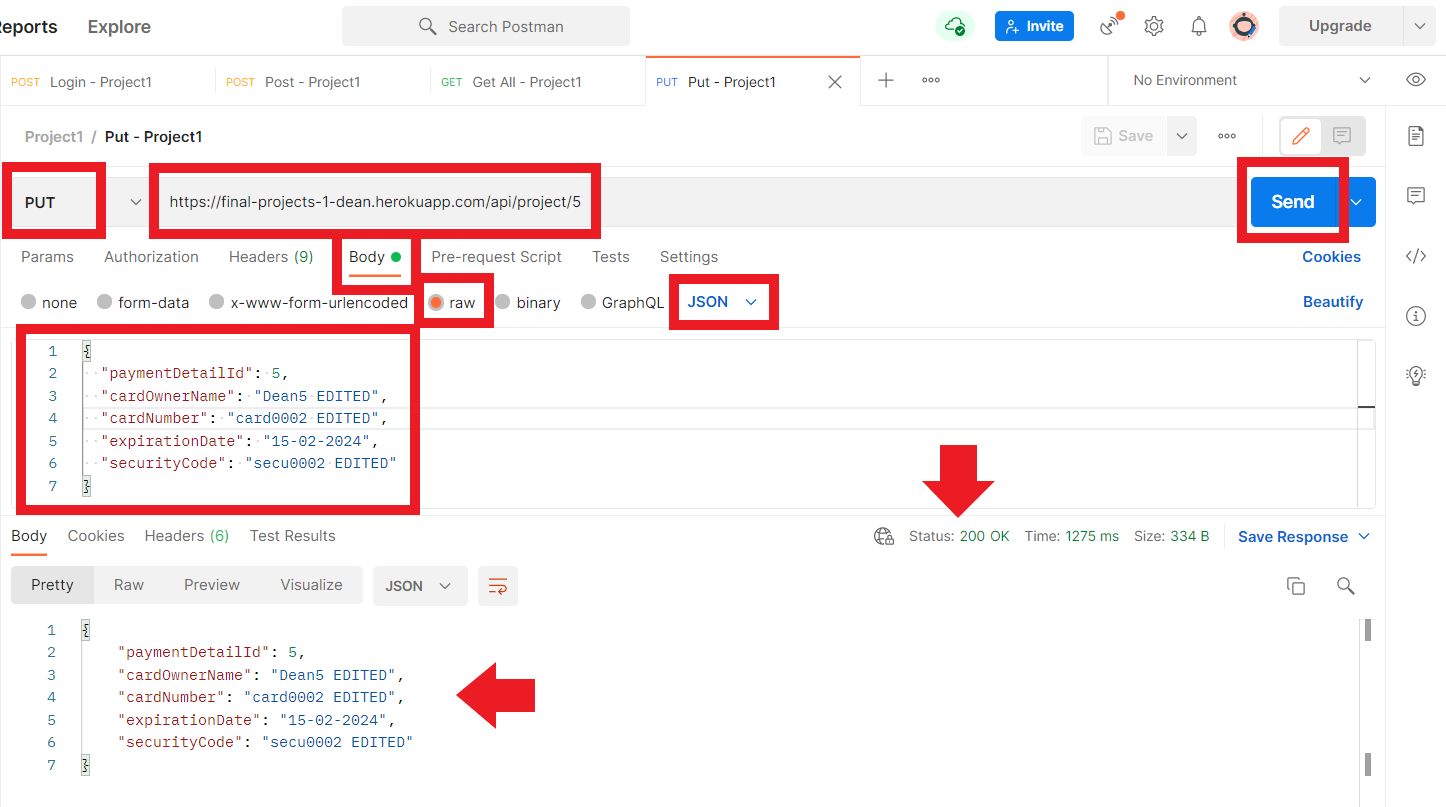 Reports Explore Search Postman Invite Upgrade
POST Login - Project1 POST Post - Project1 GET Get All - Project1 PUT Put - Project1 No Environment
Project1 / Put - Project1 Save
PUT https://final-projects-1-dean.herokuapp.com/api/project/5 Send
Params Authorization Headers (9) Body Pre-request Script Tests Settings Cookies
none form-data x-www-form-urlencoded raw binary GraphQL JSON Beautify
1 {
2 "paymentDetailId": 5,
3 "cardOwnerName": "Dean5 EDITED",
4 "cardNumber": "card0002 EDITED",
5 "expirationDate": "15-02-2024",
6 "securityCode": "secu0002 EDITED"
7 }
Body Cookies Headers (6) Test Results Status: 200 OK Time: 1275 ms Size: 334 B Save Response
Pretty Raw Preview Visualize JSON
1 {
2 "paymentDetailId": 5,
3 "cardOwnerName": "Dean5 EDITED",
4 "cardNumber": "card0002 EDITED",
5 "expirationDate": "15-02-2024",
6 "securityCode": "secu0002 EDITED"
7 }